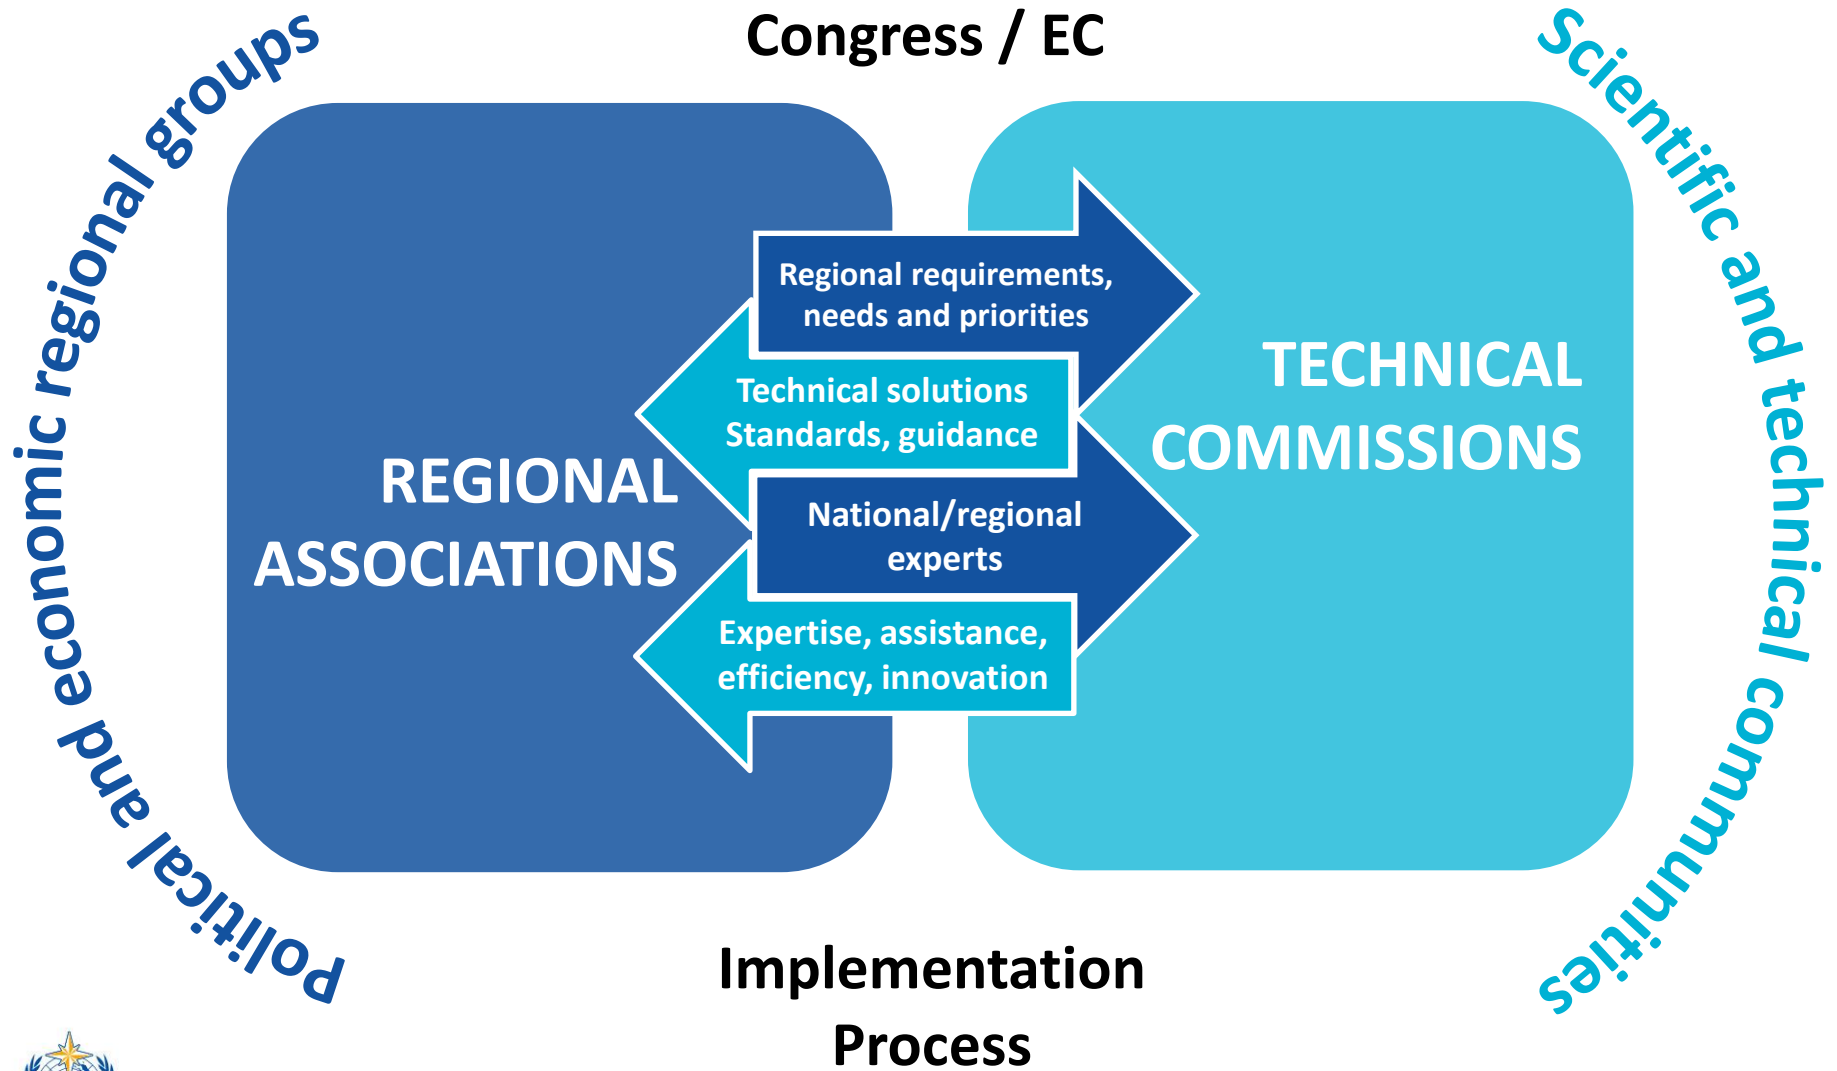 Congress / EC
Political and economic regional groups
Scientific and technical communities
REGIONAL
ASSOCIATIONS
Regional requirements,
needs and priorities
Technical solutions
Standards, guidance
National/regional
experts
Expertise, assistance,
efficiency, innovation
TECHNICAL
COMMISSIONS
Implementation
Process